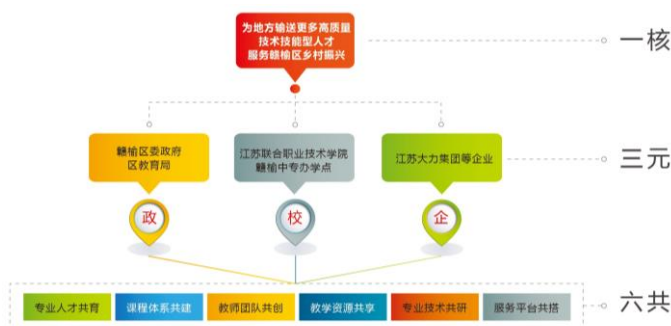 为地方输送更多高质量
技术技能型人才
服务赣榆区乡村振兴
一核
赣榆区委政府
区教育局
江苏联合职业技术学院
赣榆中专办学点
江苏大力集团等企业
三元
政
校
企
专业人才共育
课程体系共建
教师团队共创
教学资源共享
专业技术共研
服务平台共搭
六共